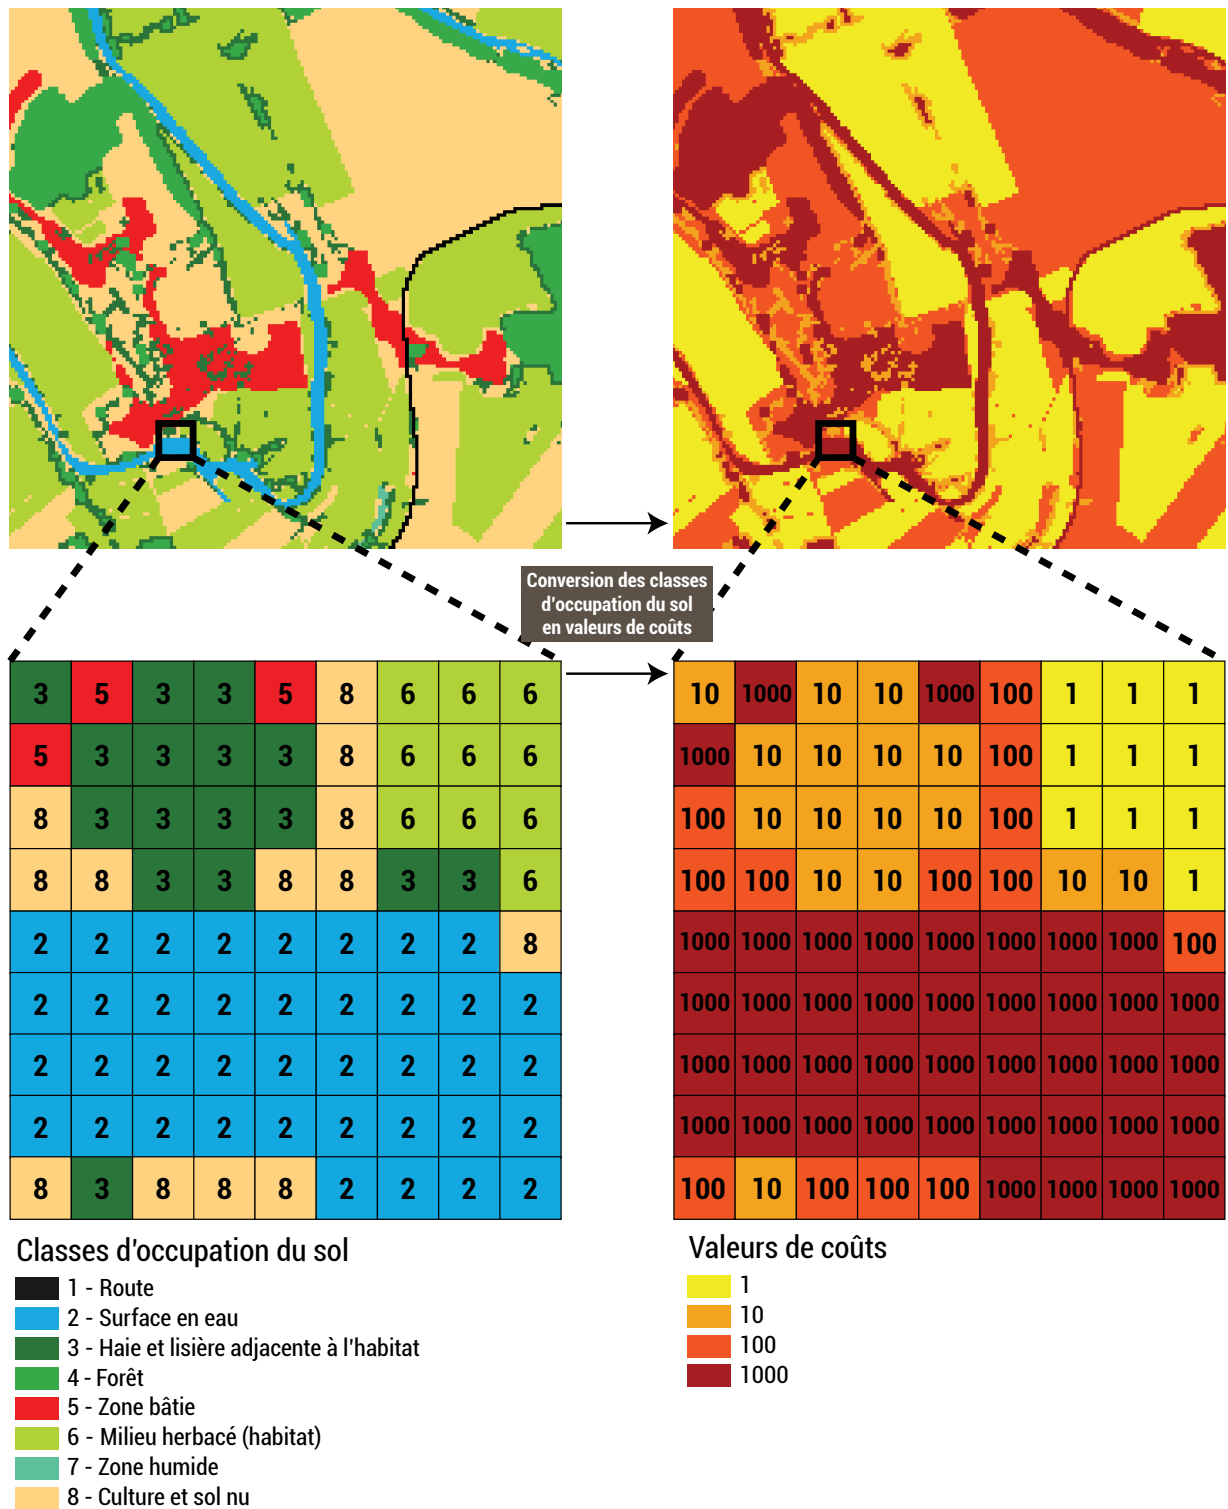 Conversion des classes
d'occupation du sol
en valeurs de coûts
3 5 3 3 5 8 6 6 6
5 3 3 3 3 8 6 6 6
8 3 3 3 3 8 6 6 6
8 8 3 3 8 8 3 3 6
2 2 2 2 2 2 2 2 8
2 2 2 2 2 2 2 2 2
2 2 2 2 2 2 2 2 2
2 2 2 2 2 2 2 2 2
8 3 8 8 8 2 2 2 2
10 1000 10 10 1000 100 1 1 1
1000 10 10 10 10 100 1 1 1
100 10 10 10 10 100 1 1 1
100 100 10 10 100 100 10 10 1
1000 1000 1000 1000 1000 1000 1000 1000 100
1000 1000 1000 1000 1000 1000 1000 1000 1000
1000 1000 1000 1000 1000 1000 1000 1000 1000
1000 1000 1000 1000 1000 1000 1000 1000 1000
100 10 100 100 100 1000 1000 1000 1000
Classes d'occupation du sol
1 - Route
2 - Surface en eau
3 - Haie et lisière adjacente à l'habitat
4 - Forêt
5 - Zone bâtie
6 - Milieu herbacé (habitat)
7 - Zone humide
8 - Culture et sol nu
Valeurs de coûts
1
10
100
1000